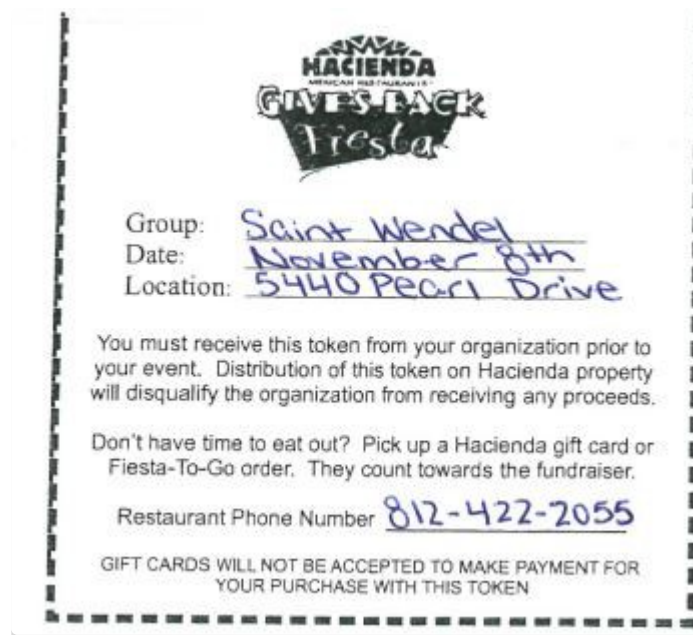 HACIENDA
MEXICAN RESTAURANTS
GIVES BACK
Fiesta
Group: Saint Wendel
Date: November 8th
Location: 5440 Pearl Drive
You must receive this token from your organization prior to
your event. Distribution of this token on Hacienda property
will disqualify the organization from receiving any proceeds.
Don't have time to eat out? Pick up a Hacienda gift card or
Fiesta-To-Go order. They count towards the fundraiser.
Restaurant Phone Number 812-422-2055
GIFT CARDS WILL NOT BE ACCEPTED TO MAKE PAYMENT FOR
YOUR PURCHASE WITH THIS TOKEN